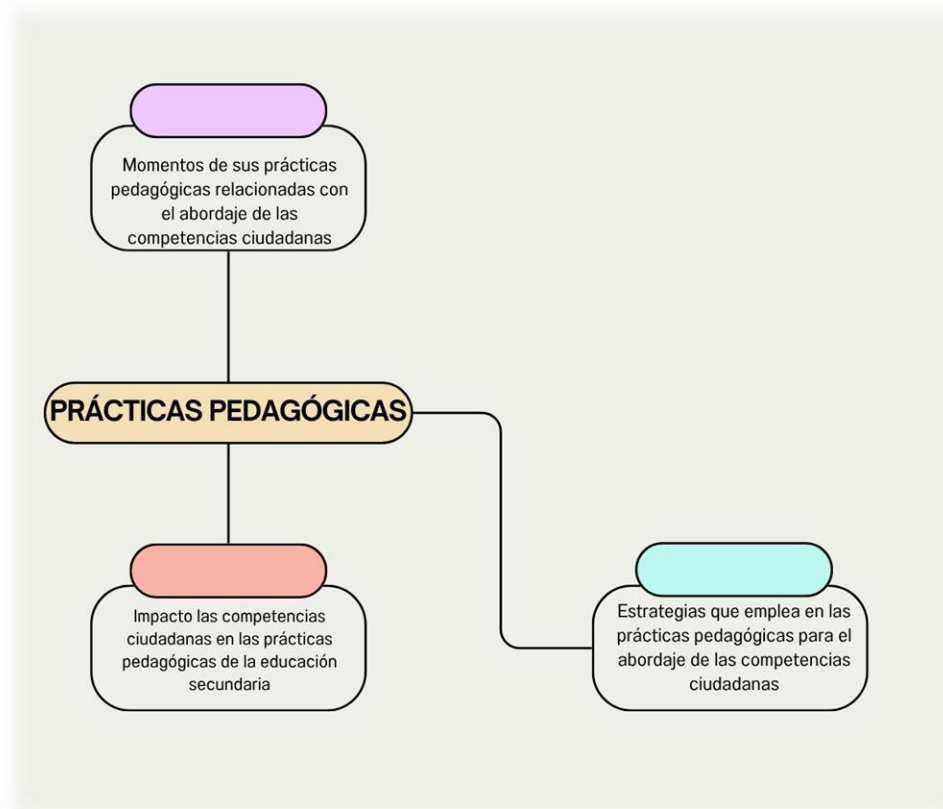 Momentos de sus prácticas
pedagógicas relacionadas con
el abordaje de las
competencias ciudadanas
PRÁCTICAS PEDAGÓGICAS
Impacto las competencias
ciudadanas en las prácticas
pedagógicas de la educación
secundaria
Estrategias que emplea en las
prácticas pedagógicas para el
abordaje de las competencias
ciudadanas